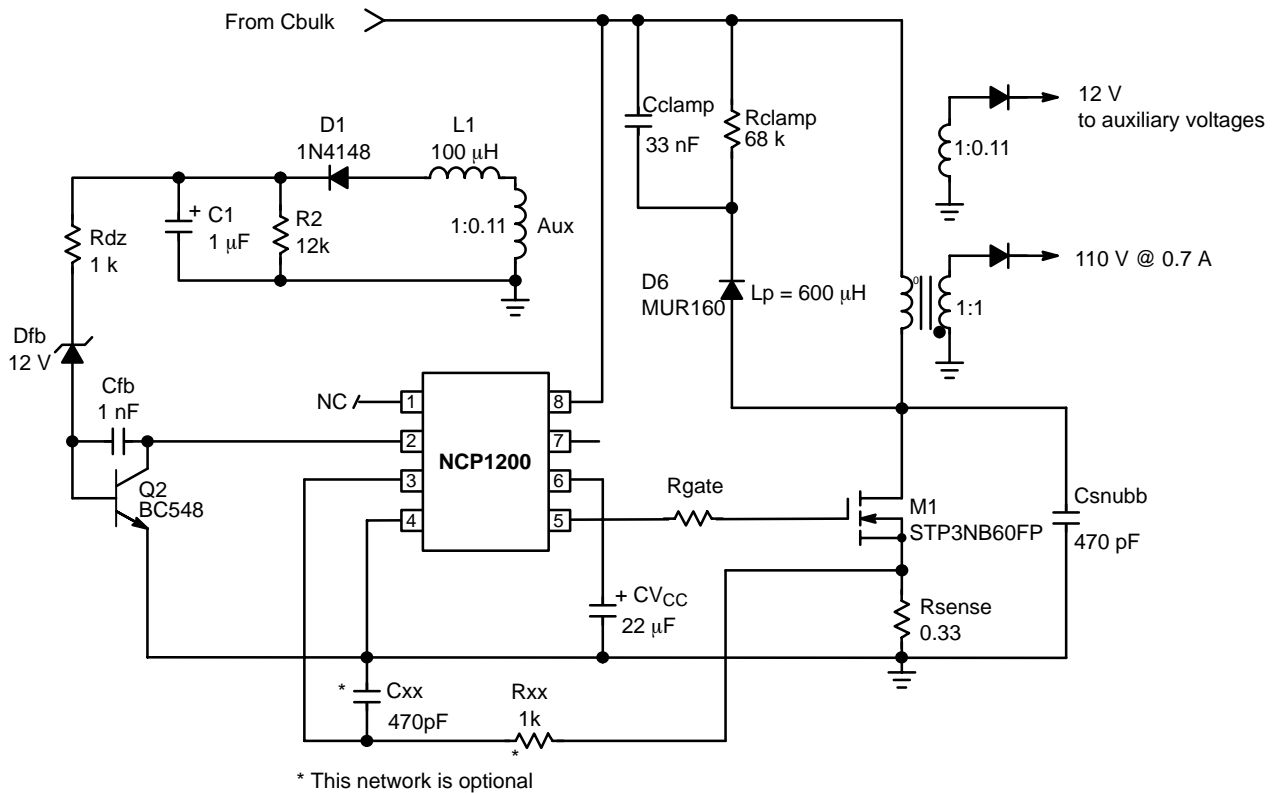 From Cbulk
Cclamp
33 nF
Rclamp
68 k
12 V
to auxiliary voltages
1:0.11
D1
1N4148
L1
100 μH
+
C1
1 μF
R2
12k
1:0.11
Aux
Rdz
1 k
110 V @ 0.7 A
D6
MUR160
Lp = 600 μH
o
1:1
Dfb
12 V
Cfb
1 nF
NC
1
8
2
7
NCP1200
3
6
4
5
Q2
BC548
Rgate
M1
STP3NB60FP
Csnubb
470 pF
+ CVCC
22 μF
Rsense
0.33
* Cxx
470pF
Rxx
1k
*
* This network is optional